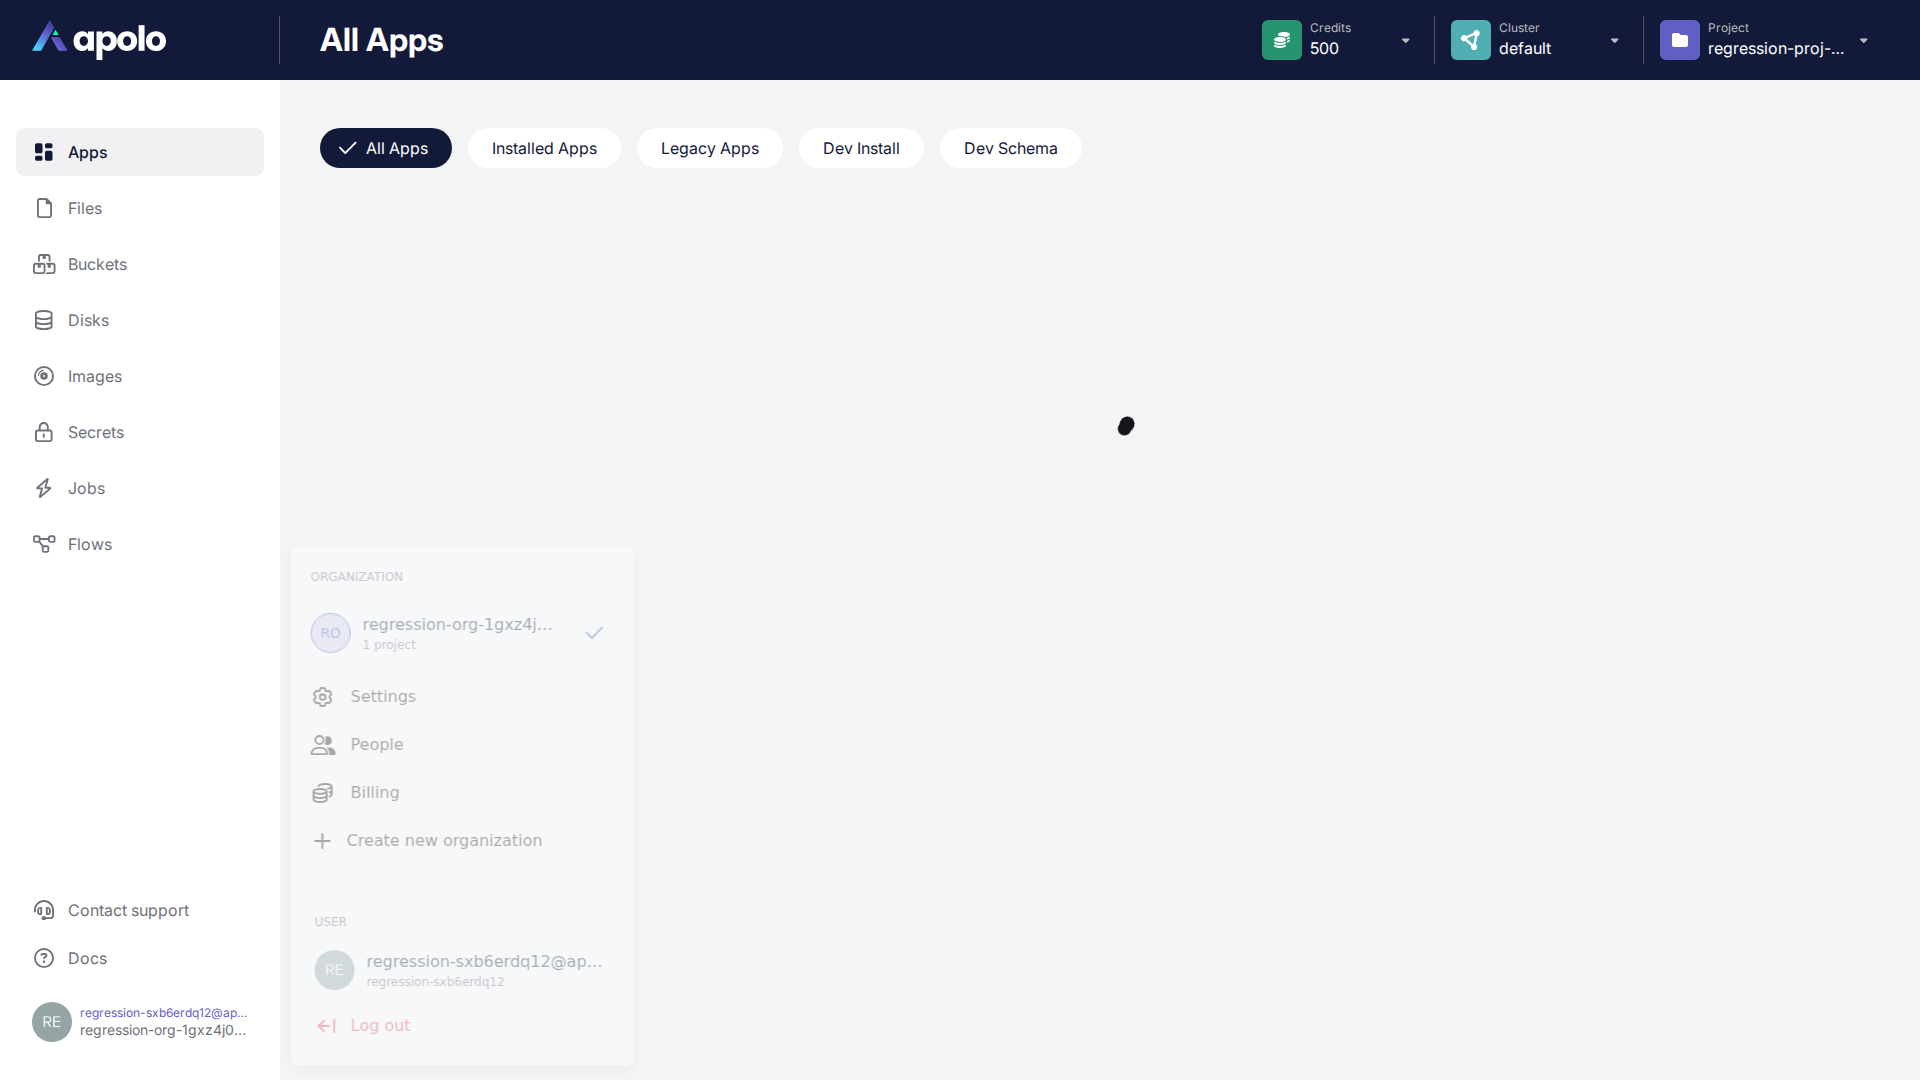 apolo
All Apps
Credits
500
Cluster
default
Project
regression-proj-...
Apps
Files
Buckets
Disks
Images
Secrets
Jobs
Flows
Contact support
Docs
RE
regression-sxb6erdq12@ap...
regression-org-1gxz4j0...
All Apps
Installed Apps
Legacy Apps
Dev Install
Dev Schema
ORGANIZATION
RO
regression-org-1gxz4j...
1 project
Settings
People
Billing
Create new organization
USER
RE
regression-sxb6erdq12@ap...
regression-sxb6erdq12
Log out